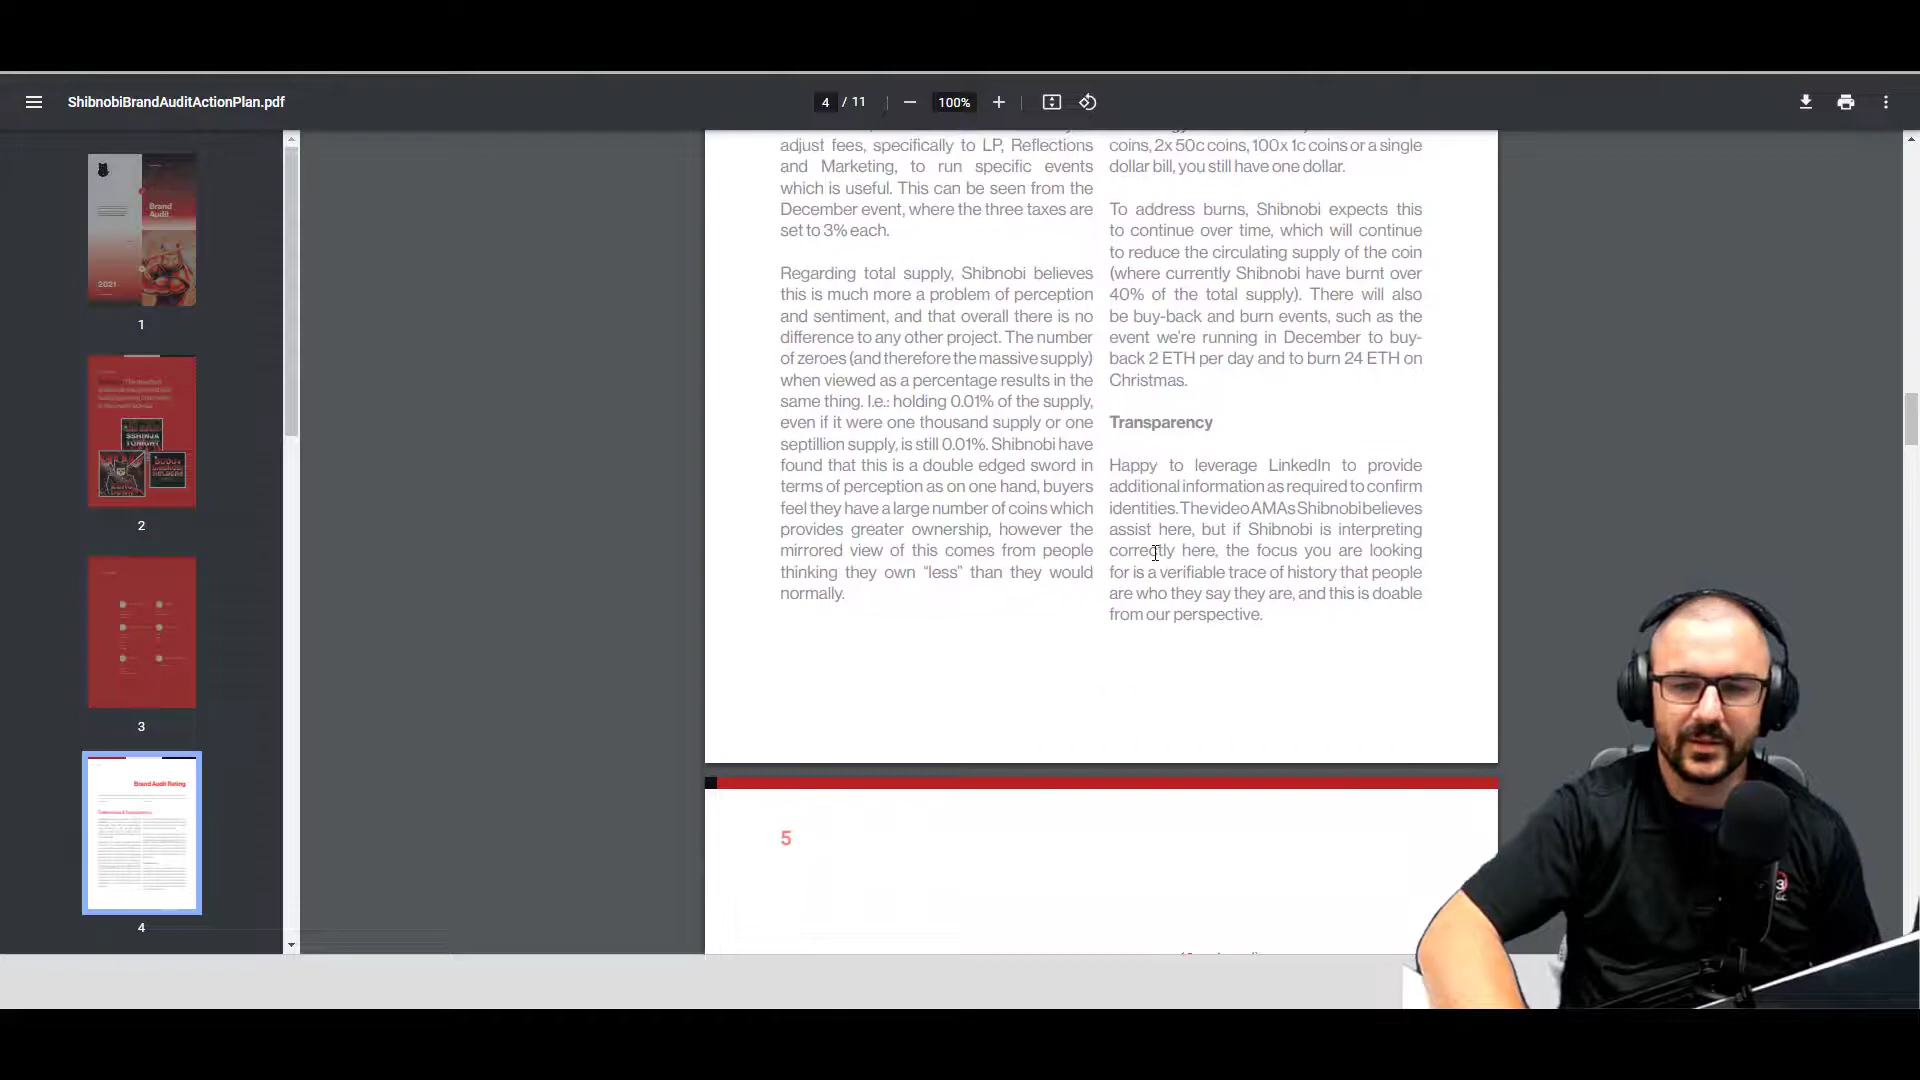 ShibnobiBrandAuditActionPlan.pdf
4 / 11
100%
Brand
Audit
2021
1
2
3
Brand Audit Rating
4
adjust fees, specifically to LP, Reflections
and Marketing, to run specific events
which is useful. This can be seen from the
December event, where the three taxes are
set to 3% each.
Regarding total supply, Shibnobi believes
this is much more a problem of perception
and sentiment, and that overall there is no
difference to any other project. The number
of zeroes (and therefore the massive supply)
when viewed as a percentage results in the
same thing. I.e.: holding 0.01% of the supply,
even if it were one thousand supply or one
septillion supply, is still 0.01%. Shibnobi have
found that this is a double edged sword in
terms of perception as on one hand, buyers
feel they have a large number of coins which
provides greater ownership, however the
mirrored view of this comes from people
thinking they own “less” than they would
normally.
coins, 2x 50c coins, 100x 1c coins or a single
dollar bill, you still have one dollar.
To address burns, Shibnobi expects this
to continue over time, which will continue
to reduce the circulating supply of the coin
(where currently Shibnobi have burnt over
40% of the total supply). There will also
be buy-back and burn events, such as the
event we're running in December to buy-
back 2 ETH per day and to burn 24 ETH on
Christmas.
Transparency
Happy to leverage LinkedIn to provide
additional information as required to confirm
identities. The video AMAs Shibnobi believes
assist here, but if Shibnobi is interpreting
correctly here, the focus you are looking
for is a verifiable trace of history that people
are who they say they are, and this is doable
from our perspective.
5